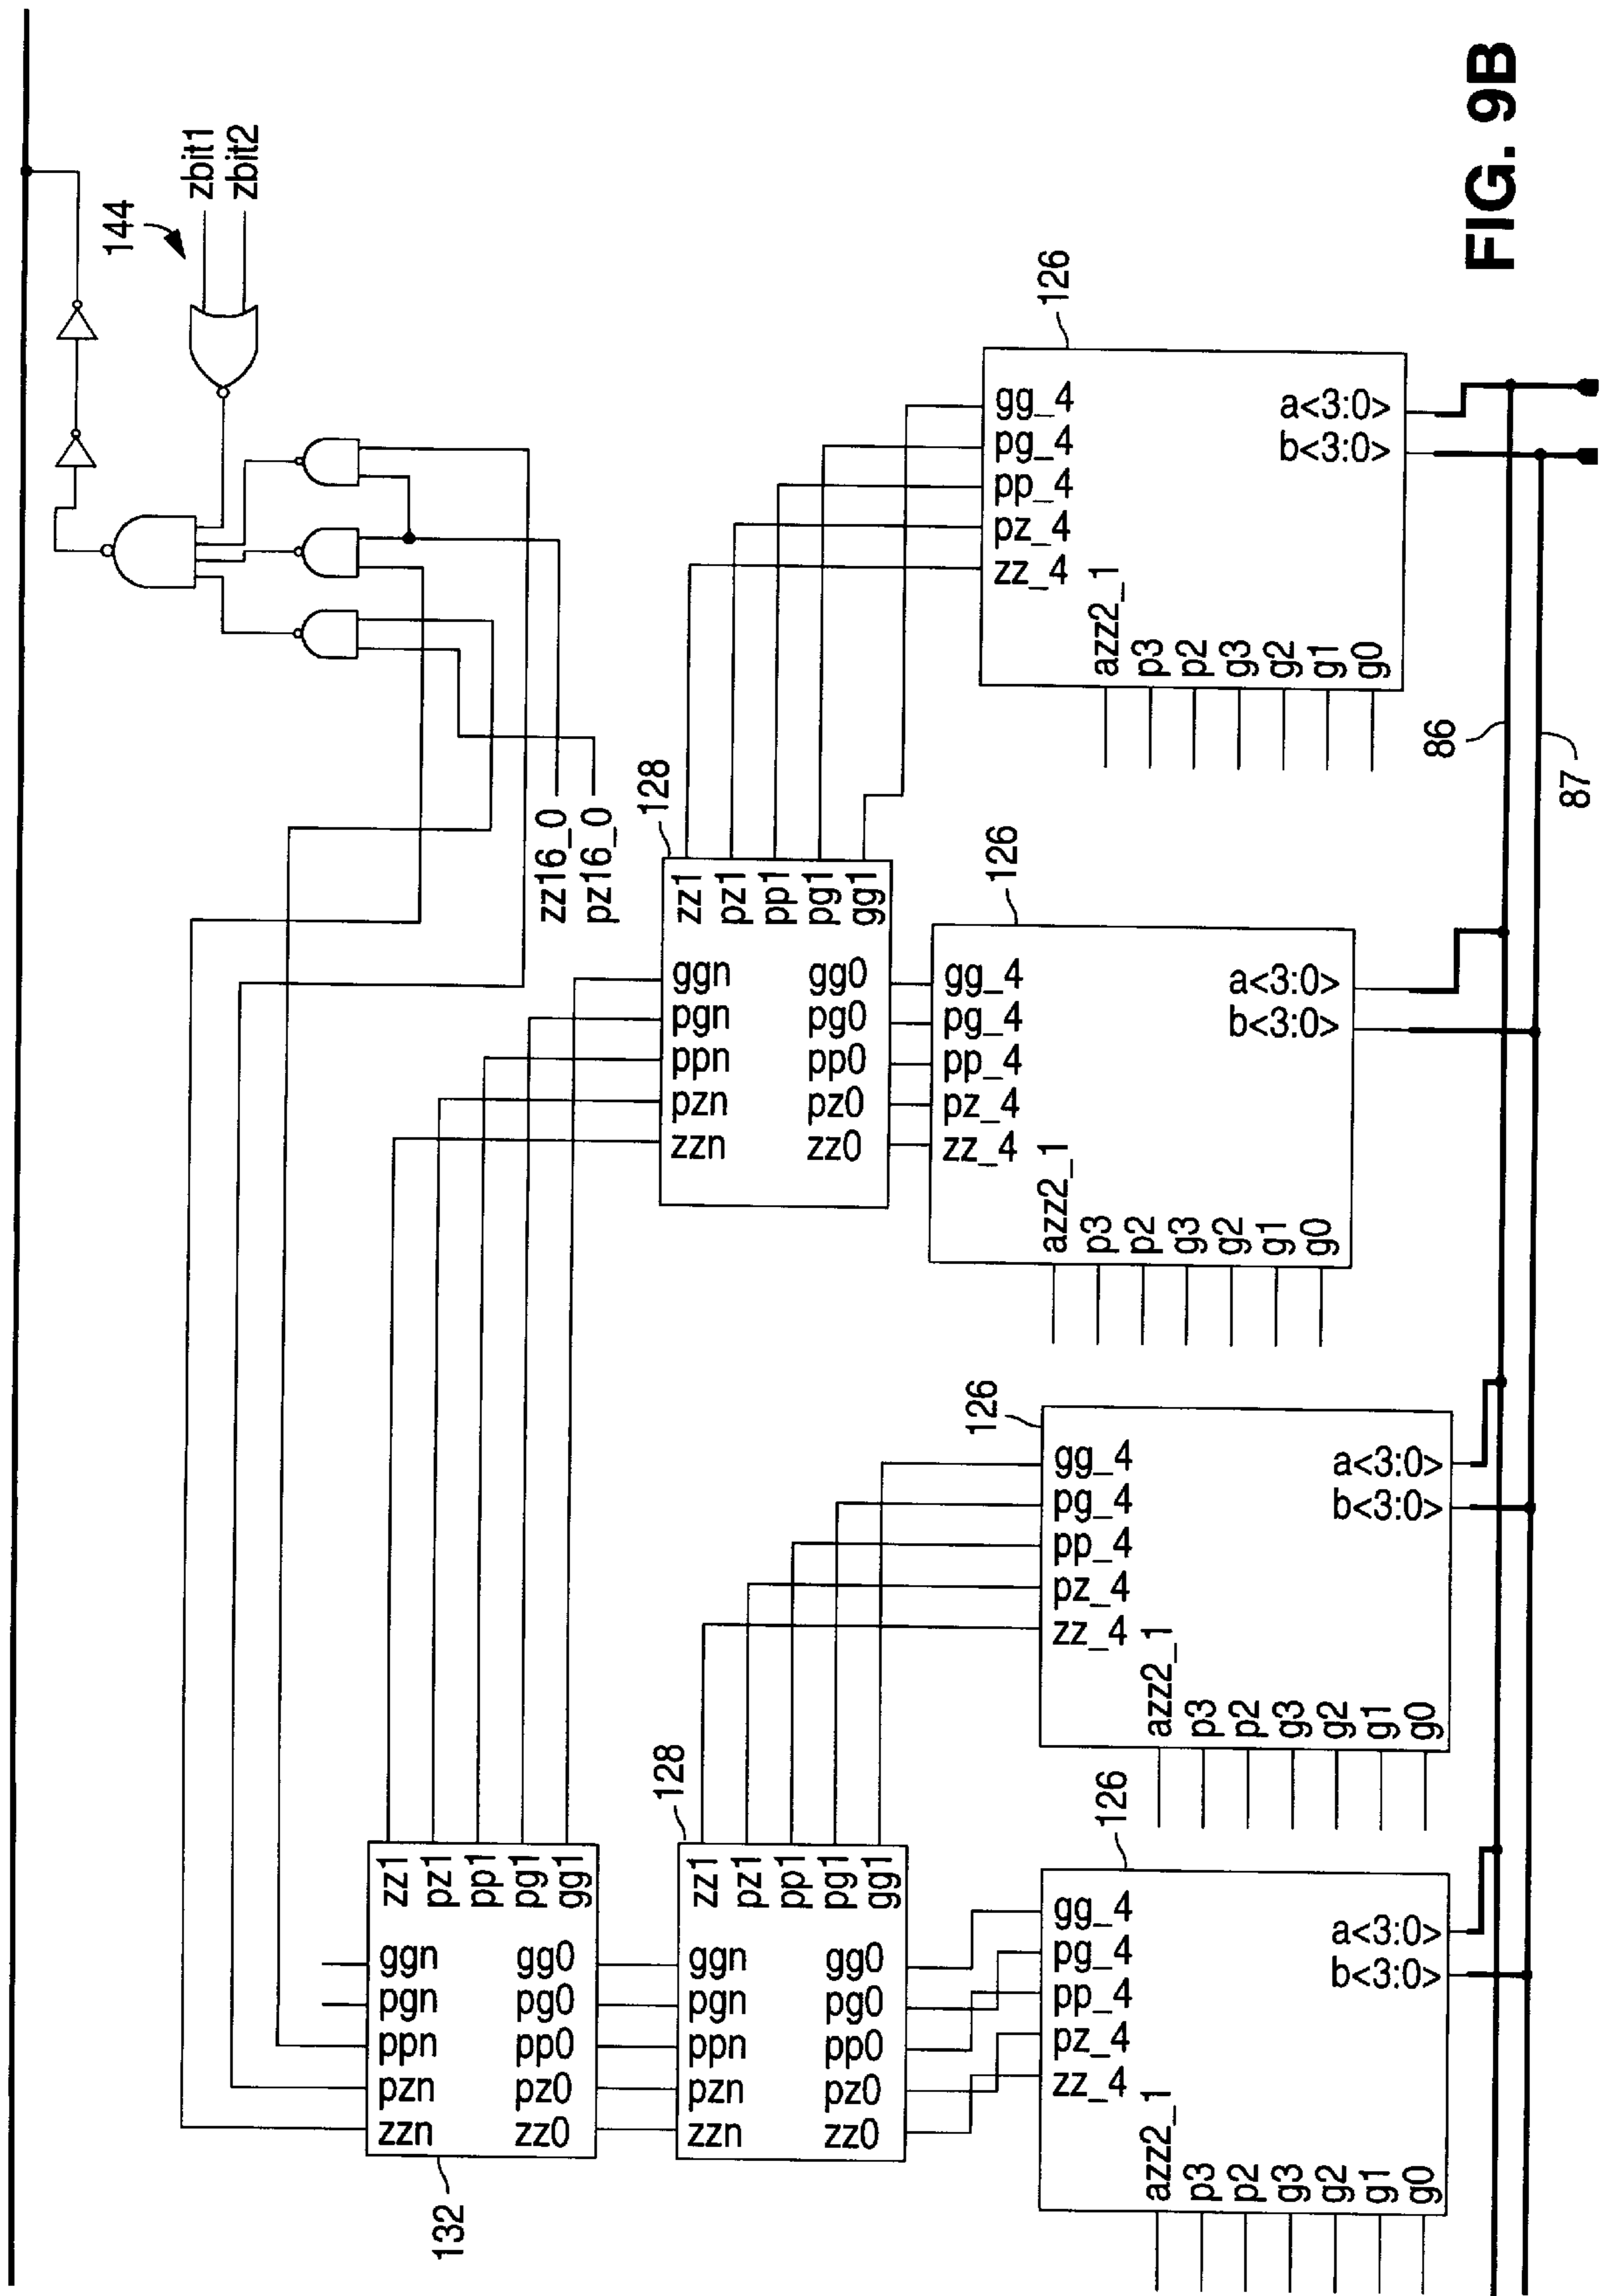 144
zbit1
zbit2
zz16_0
pz16_0
132
zz1
pz1
pp1
pg1
gg1
ggn
pgn
ppn
pzn
zzn
gg0
pg0
pp0
pz0
zz0
128
zz1
pz1
pp1
pg1
gg1
ggn
pgn
ppn
pzn
zzn
gg0
pg0
pp0
pz0
zz0
128
zz1
pz1
pp1
pg1
gg1
ggn
pgn
ppn
pzn
zzn
gg0
pg0
pp0
pz0
zz0
126
gg_4
pg_4
pp_4
pz_4
zz_4
azz2_1
p3
p2
g3
g2
g1
g0
a<3:0>
b<3:0>
126
gg_4
pg_4
pp_4
pz_4
zz_4
azz2_1
p3
p2
g3
g2
g1
g0
a<3:0>
b<3:0>
126
gg_4
pg_4
pp_4
pz_4
zz_4
azz2_1
p3
p2
g3
g2
g1
g0
a<3:0>
b<3:0>
126
gg_4
pg_4
pp_4
pz_4
zz_4
azz2_1
p3
p2
g3
g2
g1
g0
a<3:0>
b<3:0>
86
87
FIG. 9B